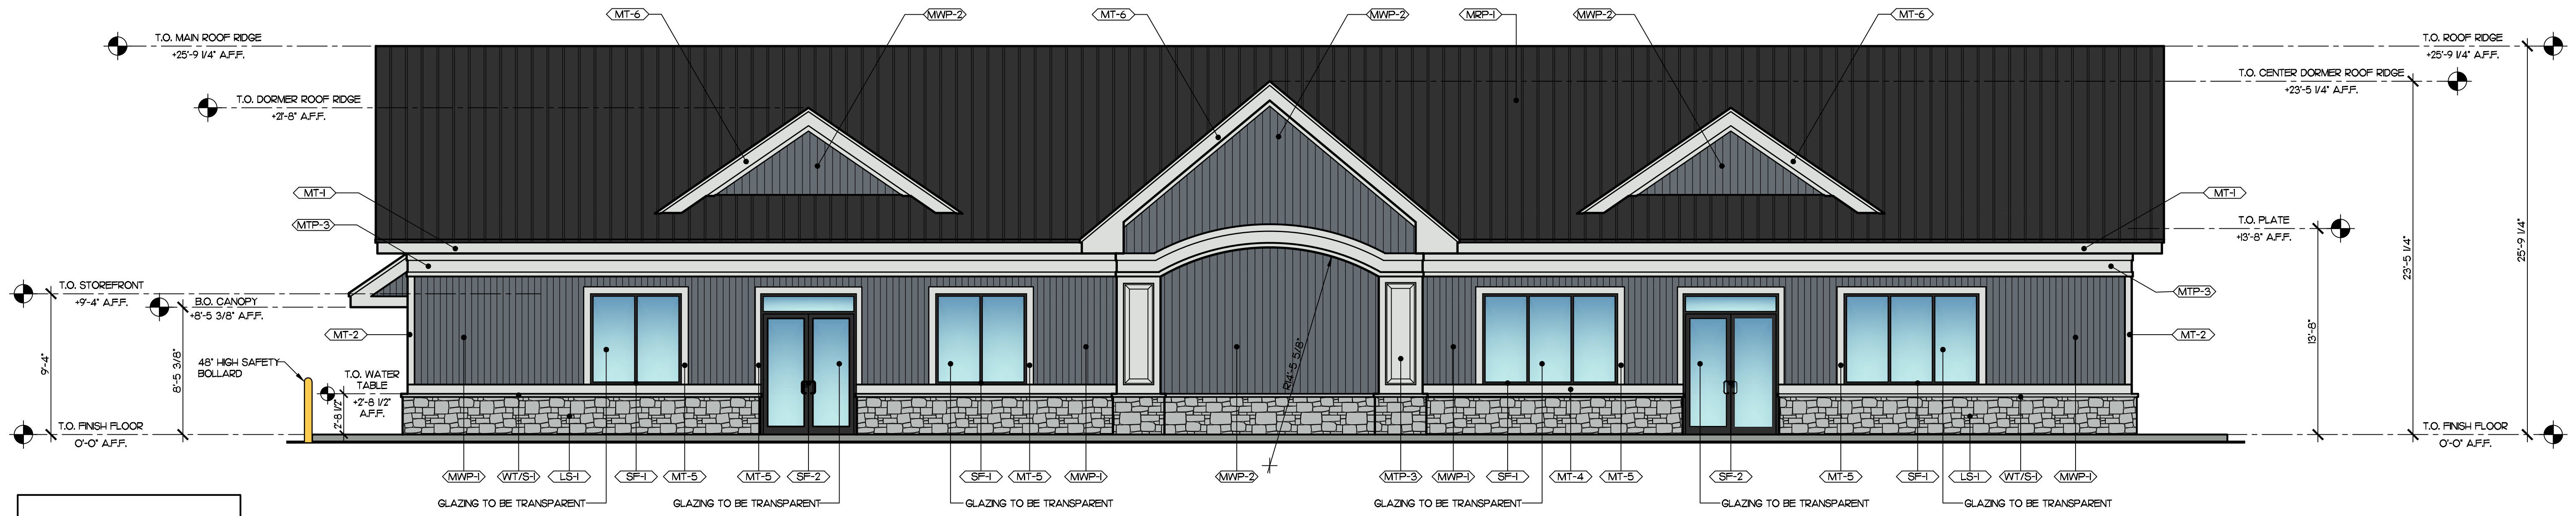 MT-6
MWP-2
MT-6
MWP-2
MRP-1
MWP-2
MT-6
T.O. MAIN ROOF RIDGE
+25'-9 1/4" A.F.F.
T.O. ROOF RIDGE
+25'-9 1/4" A.F.F.
T.O. CENTER DORMER ROOF RIDGE
+23'-5 1/4" A.F.F.
T.O. DORMER ROOF RIDGE
+21'-8" A.F.F.
MT-1
MT-1
MTP-3
T.O. PLATE
+13'-8" A.F.F.
23'-5 1/4"
25'-9 1/4"
T.O. STOREFRONT
+9'-4" A.F.F.
B.O. CANOPY
+8'-5 3/8" A.F.F.
MTP-3
MT-2
MT-2
9'-4"
8'-5 3/8"
13'-8"
R14'-5 5/8"
48" HIGH SAFETY
BOLLARD
T.O. WATER
TABLE
+2'-8 1/2"
A.F.F.
2'-8 1/2"
T.O. FINISH FLOOR
0'-0" A.F.F.
T.O. FINISH FLOOR
0'-0" A.F.F.
MWP-1
WT/S-1
LS-1
SF-1
MT-5
MT-5
SF-2
SF-1
MT-5
MWP-1
MWP-2
MTP-3
MWP-1
SF-1
MT-4
MT-5
SF-2
MT-5
SF-1
LS-1
WT/S-1
MWP-1
GLAZING TO BE TRANSPARENT
GLAZING TO BE TRANSPARENT
GLAZING TO BE TRANSPARENT
GLAZING TO BE TRANSPARENT
GLAZING TO BE TRANSPARENT
GLAZING TO BE TRANSPARENT